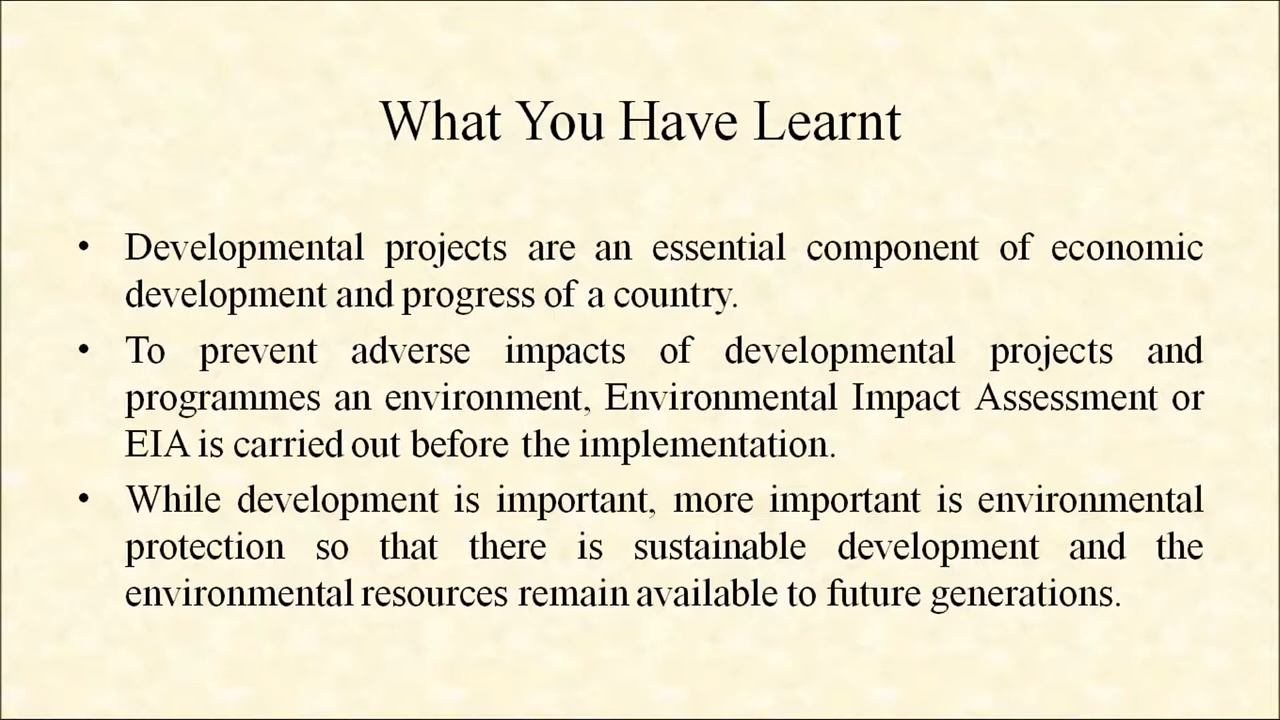 What You Have Learnt
• Developmental projects are an essential component of economic
development and progress of a country.
• To prevent adverse impacts of developmental projects and
programmes an environment, Environmental Impact Assessment or
EIA is carried out before the implementation.
• While development is important, more important is environmental
protection so that there is sustainable development and the
environmental resources remain available to future generations.